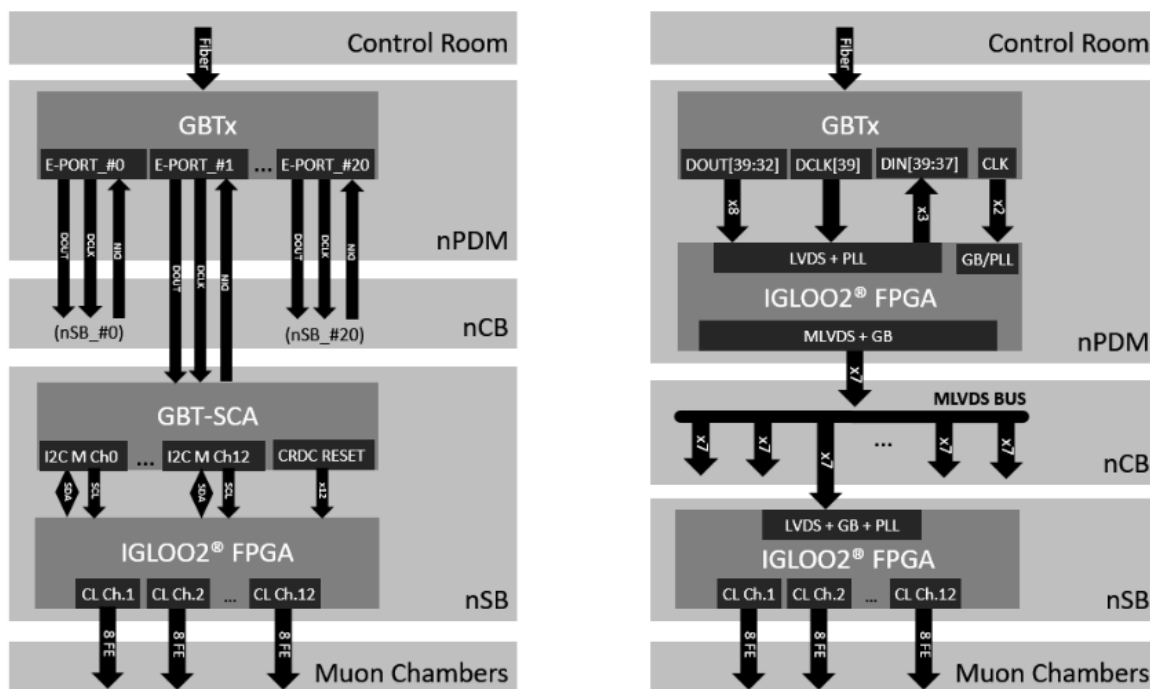 Control Room
Fiber
GBTx
E-PORT_#0 E-PORT_#1 ... E-PORT_#20
DOUT DCLK DIN DOUT DCLK DIN DOUT DCLK DIN
nPDM
(nSB_#0) (nSB_#20)
nCB
GBT-SCA
I2C M Ch0 ... I2C M Ch12 CRDC RESET
SDA SCL SDA SCL x12
IGLOO2® FPGA
CL Ch.1 CL Ch.2 ... CL Ch.12
nSB
8 FE 8 FE 8 FE
Muon Chambers
Control Room
Fiber
GBTx
DOUT[39:32] DCLK[39] DIN[39:37] CLK
x8 x3 x2
LVDS + PLL GB/PLL
IGLOO2® FPGA
MLVDS + GB
nPDM
x7
MLVDS BUS
x7 x7 x7 ... x7 x7
nCB
LVDS + GB + PLL
IGLOO2® FPGA
CL Ch.1 CL Ch.2 ... CL Ch.12
nSB
8 FE 8 FE 8 FE
Muon Chambers